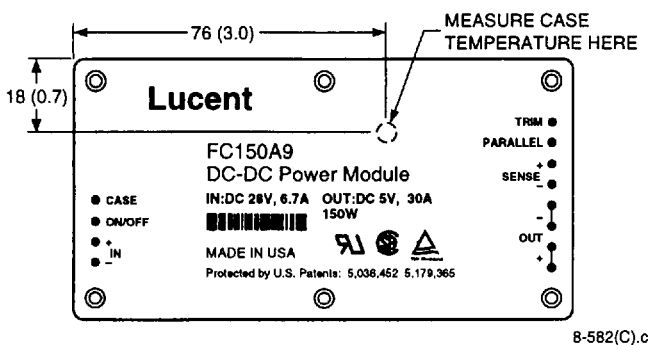 76 (3.0)
MEASURE CASE
TEMPERATURE HERE
18 (0.7)
Lucent
FC150A9
DC-DC Power Module
IN:DC 28V, 6.7A OUT:DC 5V, 30A
150W
MADE IN USA
Protected by U.S. Patents: 5,036,452 5,179,365
CASE
ON/OFF
+
IN
–
TRIM
PARALLEL
+
SENSE
–
–
OUT
+
8-582(C).c